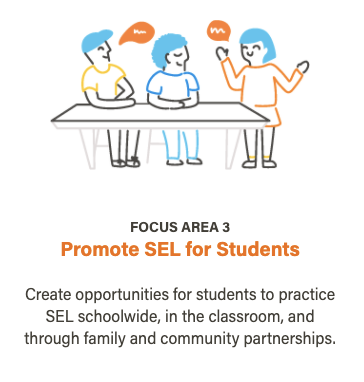 FOCUS AREA 3
Promote SEL for Students
Create opportunities for students to practice
SEL schoolwide, in the classroom, and
through family and community partnerships.